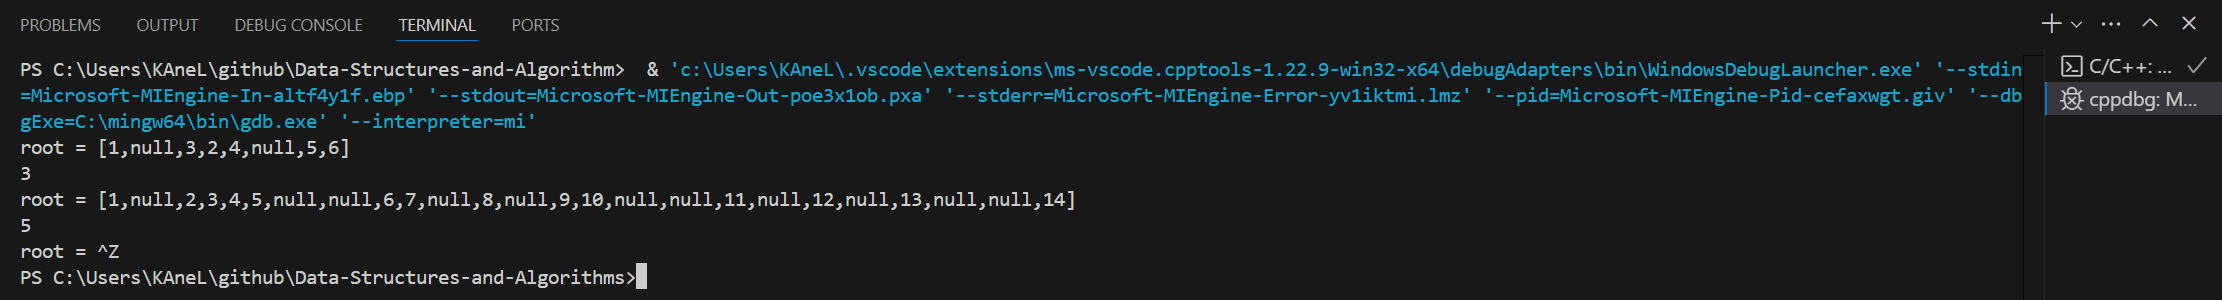 PROBLEMS OUTPUT DEBUG CONSOLE TERMINAL PORTS
PS C:\Users\KAneL\github\Data-Structures-and-Algorithm>  & 'c:\Users\KAneL\.vscode\extensions\ms-vscode.cpptools-1.22.9-win32-x64\debugAdapters\bin\WindowsDebugLauncher.exe' '--stdin
=Microsoft-MIEngine-In-altf4y1f.ebp' '--stdout=Microsoft-MIEngine-Out-poe3x1ob.pxa' '--stderr=Microsoft-MIEngine-Error-yv1iktmi.lmz' '--pid=Microsoft-MIEngine-Pid-cefaxwgt.giv' '--db
gExe=C:\mingw64\bin\gdb.exe' '--interpreter=mi'
root = [1,null,3,2,4,null,5,6]
3
root = [1,null,2,3,4,5,null,null,6,7,null,8,null,9,10,null,null,11,null,12,null,13,null,null,14]
5
root = ^Z
PS C:\Users\KAneL\github\Data-Structures-and-Algorithms>
C/C++: ...
cppdbg: M...